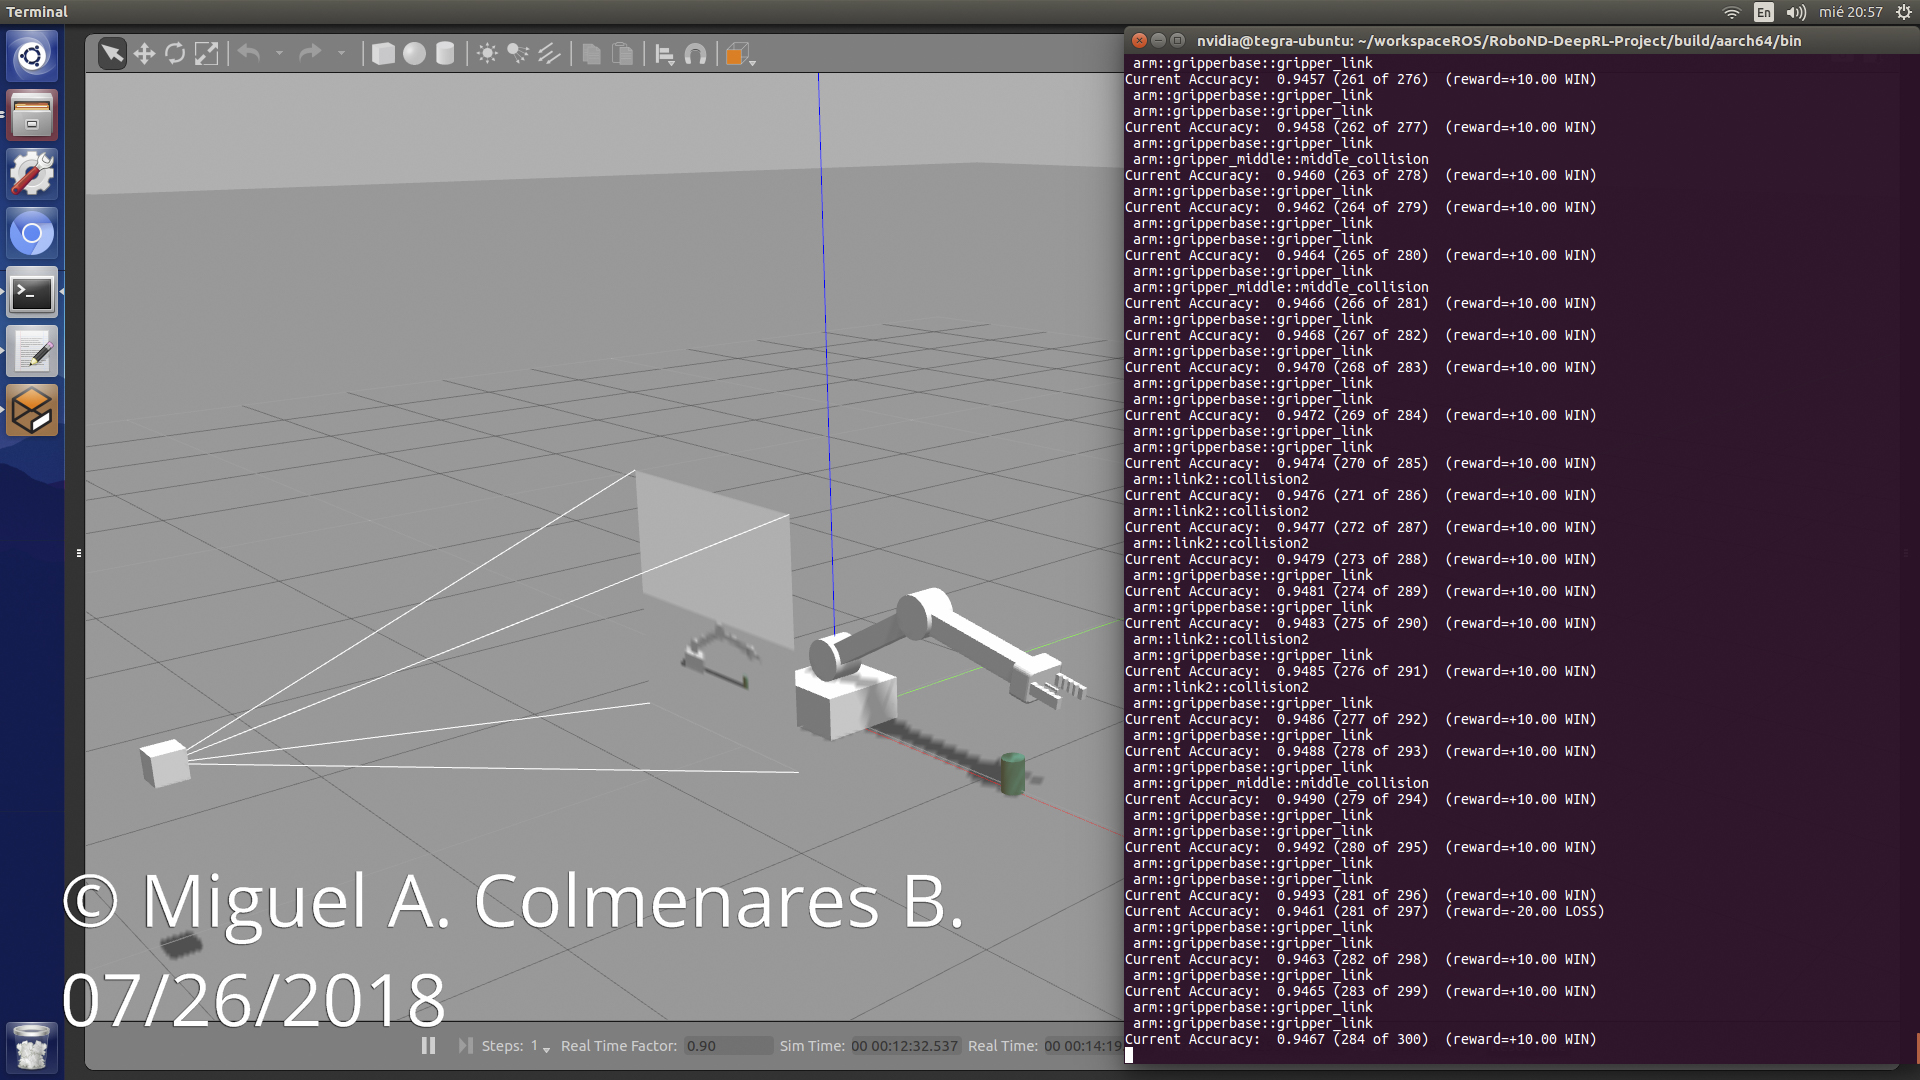 Terminal
En
mié 20:57
nvidia@tegra-ubuntu: ~/workspaceROS/RoboND-DeepRL-Project/build/aarch64/bin
arm::gripperbase::gripper_link
Current Accuracy:  0.9457 (261 of 276)  (reward=+10.00 WIN)
arm::gripperbase::gripper_link
arm::gripperbase::gripper_link
Current Accuracy:  0.9458 (262 of 277)  (reward=+10.00 WIN)
arm::gripperbase::gripper_link
arm::gripper_middle::middle_collision
Current Accuracy:  0.9460 (263 of 278)  (reward=+10.00 WIN)
arm::gripperbase::gripper_link
Current Accuracy:  0.9462 (264 of 279)  (reward=+10.00 WIN)
arm::gripperbase::gripper_link
arm::gripperbase::gripper_link
Current Accuracy:  0.9464 (265 of 280)  (reward=+10.00 WIN)
arm::gripperbase::gripper_link
arm::gripper_middle::middle_collision
Current Accuracy:  0.9466 (266 of 281)  (reward=+10.00 WIN)
arm::gripperbase::gripper_link
Current Accuracy:  0.9468 (267 of 282)  (reward=+10.00 WIN)
arm::gripperbase::gripper_link
Current Accuracy:  0.9470 (268 of 283)  (reward=+10.00 WIN)
arm::gripperbase::gripper_link
arm::gripperbase::gripper_link
Current Accuracy:  0.9472 (269 of 284)  (reward=+10.00 WIN)
arm::gripperbase::gripper_link
arm::gripperbase::gripper_link
Current Accuracy:  0.9474 (270 of 285)  (reward=+10.00 WIN)
arm::link2::collision2
Current Accuracy:  0.9476 (271 of 286)  (reward=+10.00 WIN)
arm::link2::collision2
Current Accuracy:  0.9477 (272 of 287)  (reward=+10.00 WIN)
arm::link2::collision2
Current Accuracy:  0.9479 (273 of 288)  (reward=+10.00 WIN)
arm::gripperbase::gripper_link
Current Accuracy:  0.9481 (274 of 289)  (reward=+10.00 WIN)
arm::gripperbase::gripper_link
Current Accuracy:  0.9483 (275 of 290)  (reward=+10.00 WIN)
arm::link2::collision2
arm::gripperbase::gripper_link
Current Accuracy:  0.9485 (276 of 291)  (reward=+10.00 WIN)
arm::link2::collision2
arm::gripperbase::gripper_link
Current Accuracy:  0.9486 (277 of 292)  (reward=+10.00 WIN)
arm::gripperbase::gripper_link
Current Accuracy:  0.9488 (278 of 293)  (reward=+10.00 WIN)
arm::gripperbase::gripper_link
arm::gripper_middle::middle_collision
Current Accuracy:  0.9490 (279 of 294)  (reward=+10.00 WIN)
arm::gripperbase::gripper_link
arm::gripperbase::gripper_link
Current Accuracy:  0.9492 (280 of 295)  (reward=+10.00 WIN)
arm::gripperbase::gripper_link
arm::gripperbase::gripper_link
Current Accuracy:  0.9493 (281 of 296)  (reward=+10.00 WIN)
Current Accuracy:  0.9461 (281 of 297)  (reward=-20.00 LOSS)
arm::gripperbase::gripper_link
arm::gripperbase::gripper_link
Current Accuracy:  0.9463 (282 of 298)  (reward=+10.00 WIN)
arm::gripperbase::gripper_link
Current Accuracy:  0.9465 (283 of 299)  (reward=+10.00 WIN)
arm::gripperbase::gripper_link
arm::gripperbase::gripper_link
Current Accuracy:  0.9467 (284 of 300)  (reward=+10.00 WIN)
© Miguel A. Colmenares B.
07/26/2018
Steps: 1 Real Time Factor: 0.90 Sim Time: 00 00:12:32.537 Real Time: 00 00:14:19